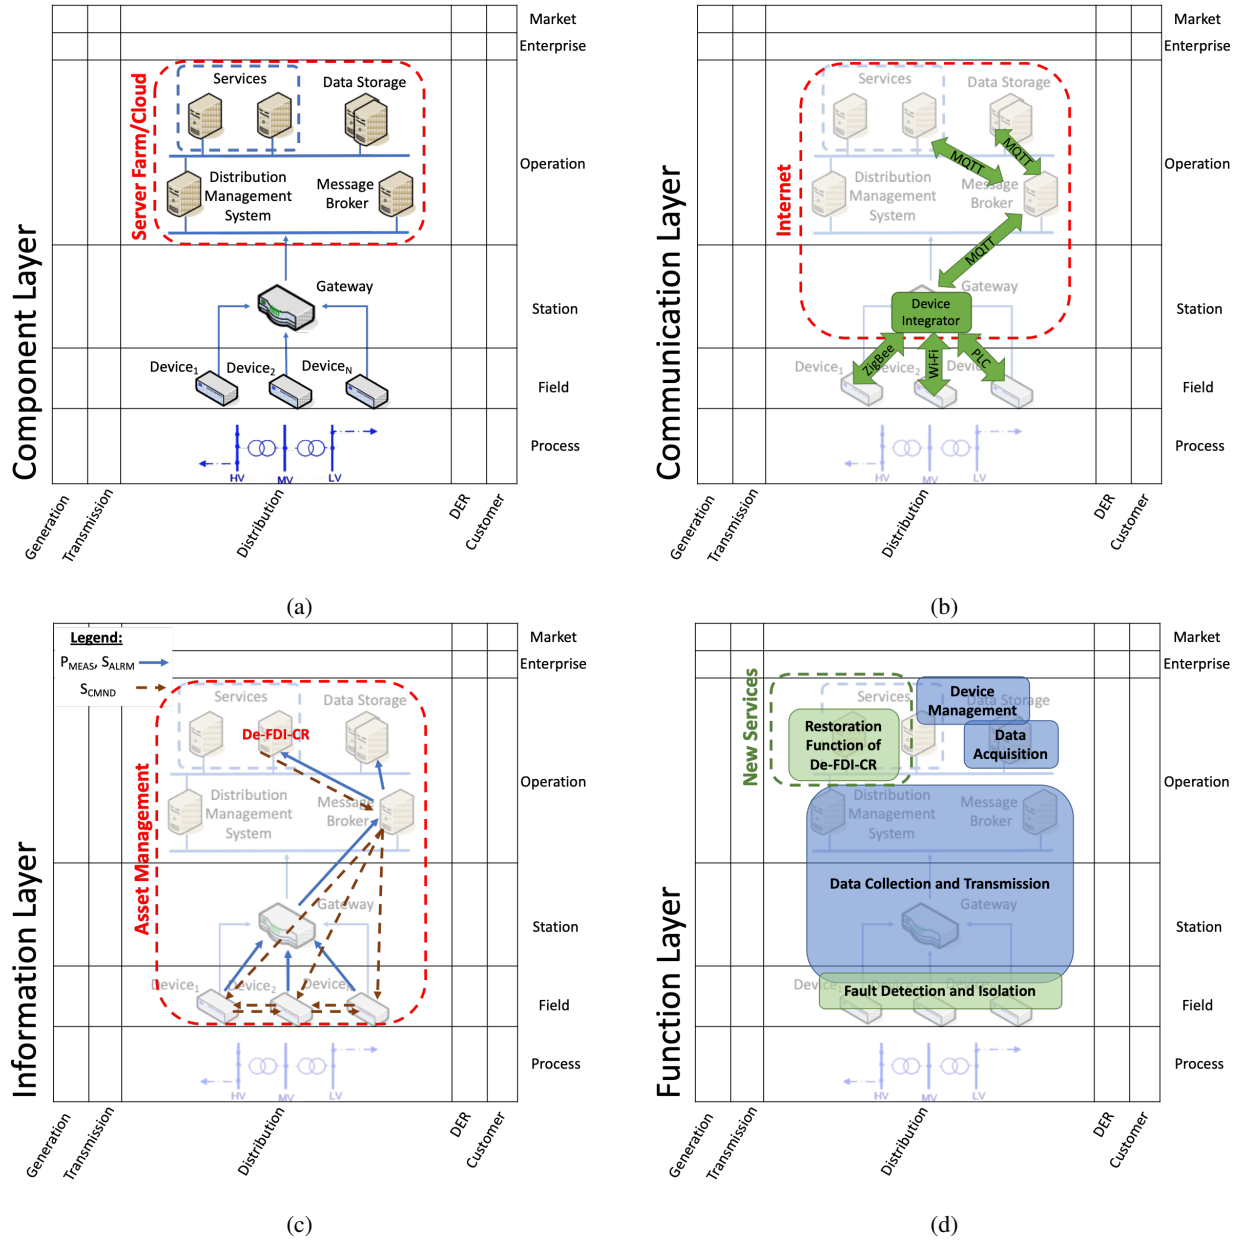 Component Layer
Market
Enterprise
Operation
Station
Field
Process
Server Farm/Cloud
Services
Data Storage
Distribution
Management
System
Message
Broker
Gateway
Device1
Device2
DeviceN
HV
MV
LV
Generation
Transmission
Distribution
DER
Customer
(a)
Communication Layer
Market
Enterprise
Operation
Station
Field
Process
Internet
Services
Data Storage
MQTT
MQTT
Distribution
Management
System
Message
Broker
MQTT
Gateway
Device
Integrator
Device1
ZigBee
Wi-Fi
PLC
HV
MV
LV
Generation
Transmission
Distribution
DER
Customer
(b)
Information Layer
Legend:
PMEAS, SALRM
SCMND
Market
Enterprise
Operation
Station
Field
Process
Asset Management
Services
Data Storage
De-FDI-CR
Distribution
Management
System
Message
Broker
Gateway
Device1
Device2
Device
HV
MV
LV
Generation
Transmission
Distribution
DER
Customer
(c)
Function Layer
Market
Enterprise
Operation
Station
Field
Process
New Services
Services
Device
Management
Data Storage
Data
Acquisition
Restoration
Function of
De-FDI-CR
Distribution
Management
System
Message
Broker
Data Collection and Transmission
Gateway
Fault Detection and Isolation
HV
MV
LV
Generation
Transmission
Distribution
DER
Customer
(d)